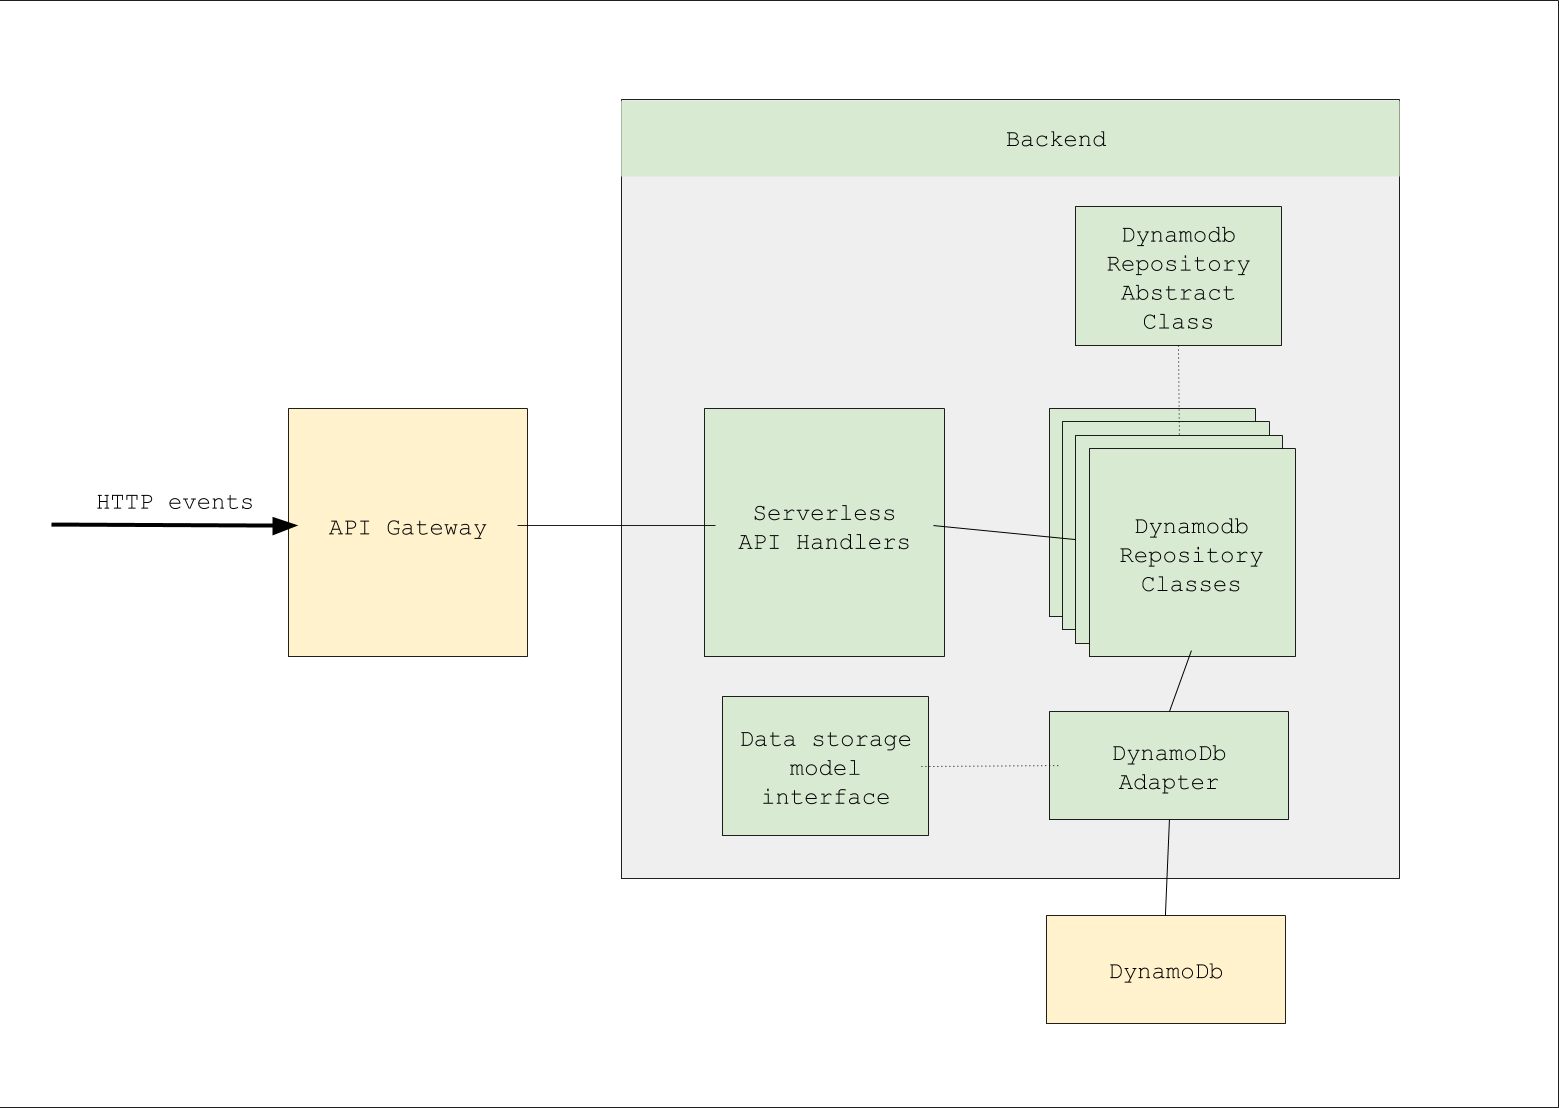 Backend
Dynamodb
Repository
Abstract
Class
HTTP events
API Gateway
Serverless
API Handlers
Dynamodb
Repository
Classes
Data storage
model
interface
DynamoDb
Adapter
DynamoDb